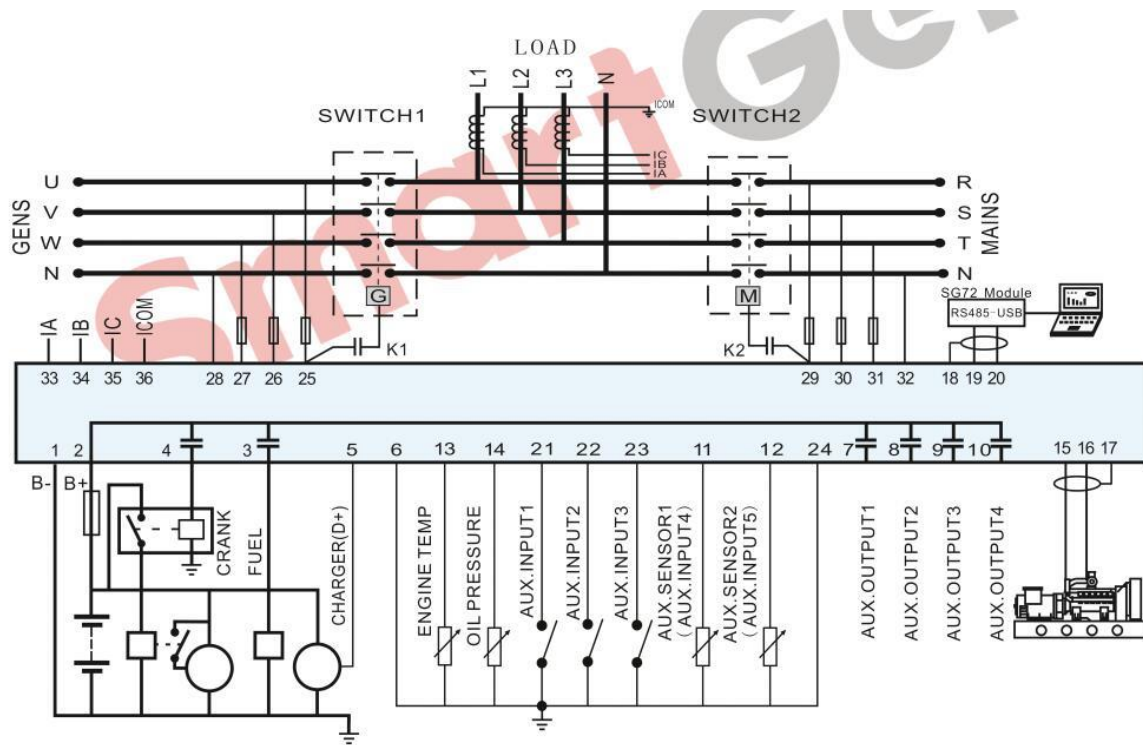 SmartGen
LOAD
L1
L2
L3
N
ICOM
SWITCH1
SWITCH2
IC
IB
IA
GENS
U
V
W
N
R
S
T
N
MAINS
G
M
SG72 Module
RS485-USB
IA
IB
IC
ICOM
K1
K2
33
34
35
36
28
27
26
25
29
30
31
32
18
19
20
1
2
4
3
5
6
13
14
21
22
23
11
12
24
7
8
9
10
15
16
17
B-
B+
CRANK
FUEL
CHARGER(D+)
ENGINE TEMP
OIL PRESSURE
AUX.INPUT1
AUX.INPUT2
AUX.INPUT3
AUX.SENSOR1
(AUX.INPUT4)
AUX.SENSOR2
(AUX.INPUT5)
AUX.OUTPUT1
AUX.OUTPUT2
AUX.OUTPUT3
AUX.OUTPUT4